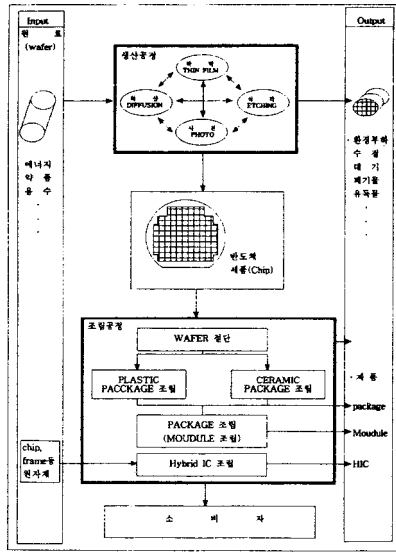 Input
원 료
(wafer)
에너지
약 품
용 수
생산공정
박 막
THIN FILM
확 산
DIFFUSION
식 각
ETCHING
사 진
PHOTO
Output
· 환경부하
수 질
대 기
폐기물
유독물
반도체
제품(Chip)
조립공정
WAFER 절단
PLASTIC
PACCKAGE 조립
CERAMIC
PACKAGE 조립
PACKAGE 조립
(MOUDULE 조립)
Hybrid IC 조립
chip,
frame등
원자재
· 제 품
package
Moudule
HIC
소 비 자